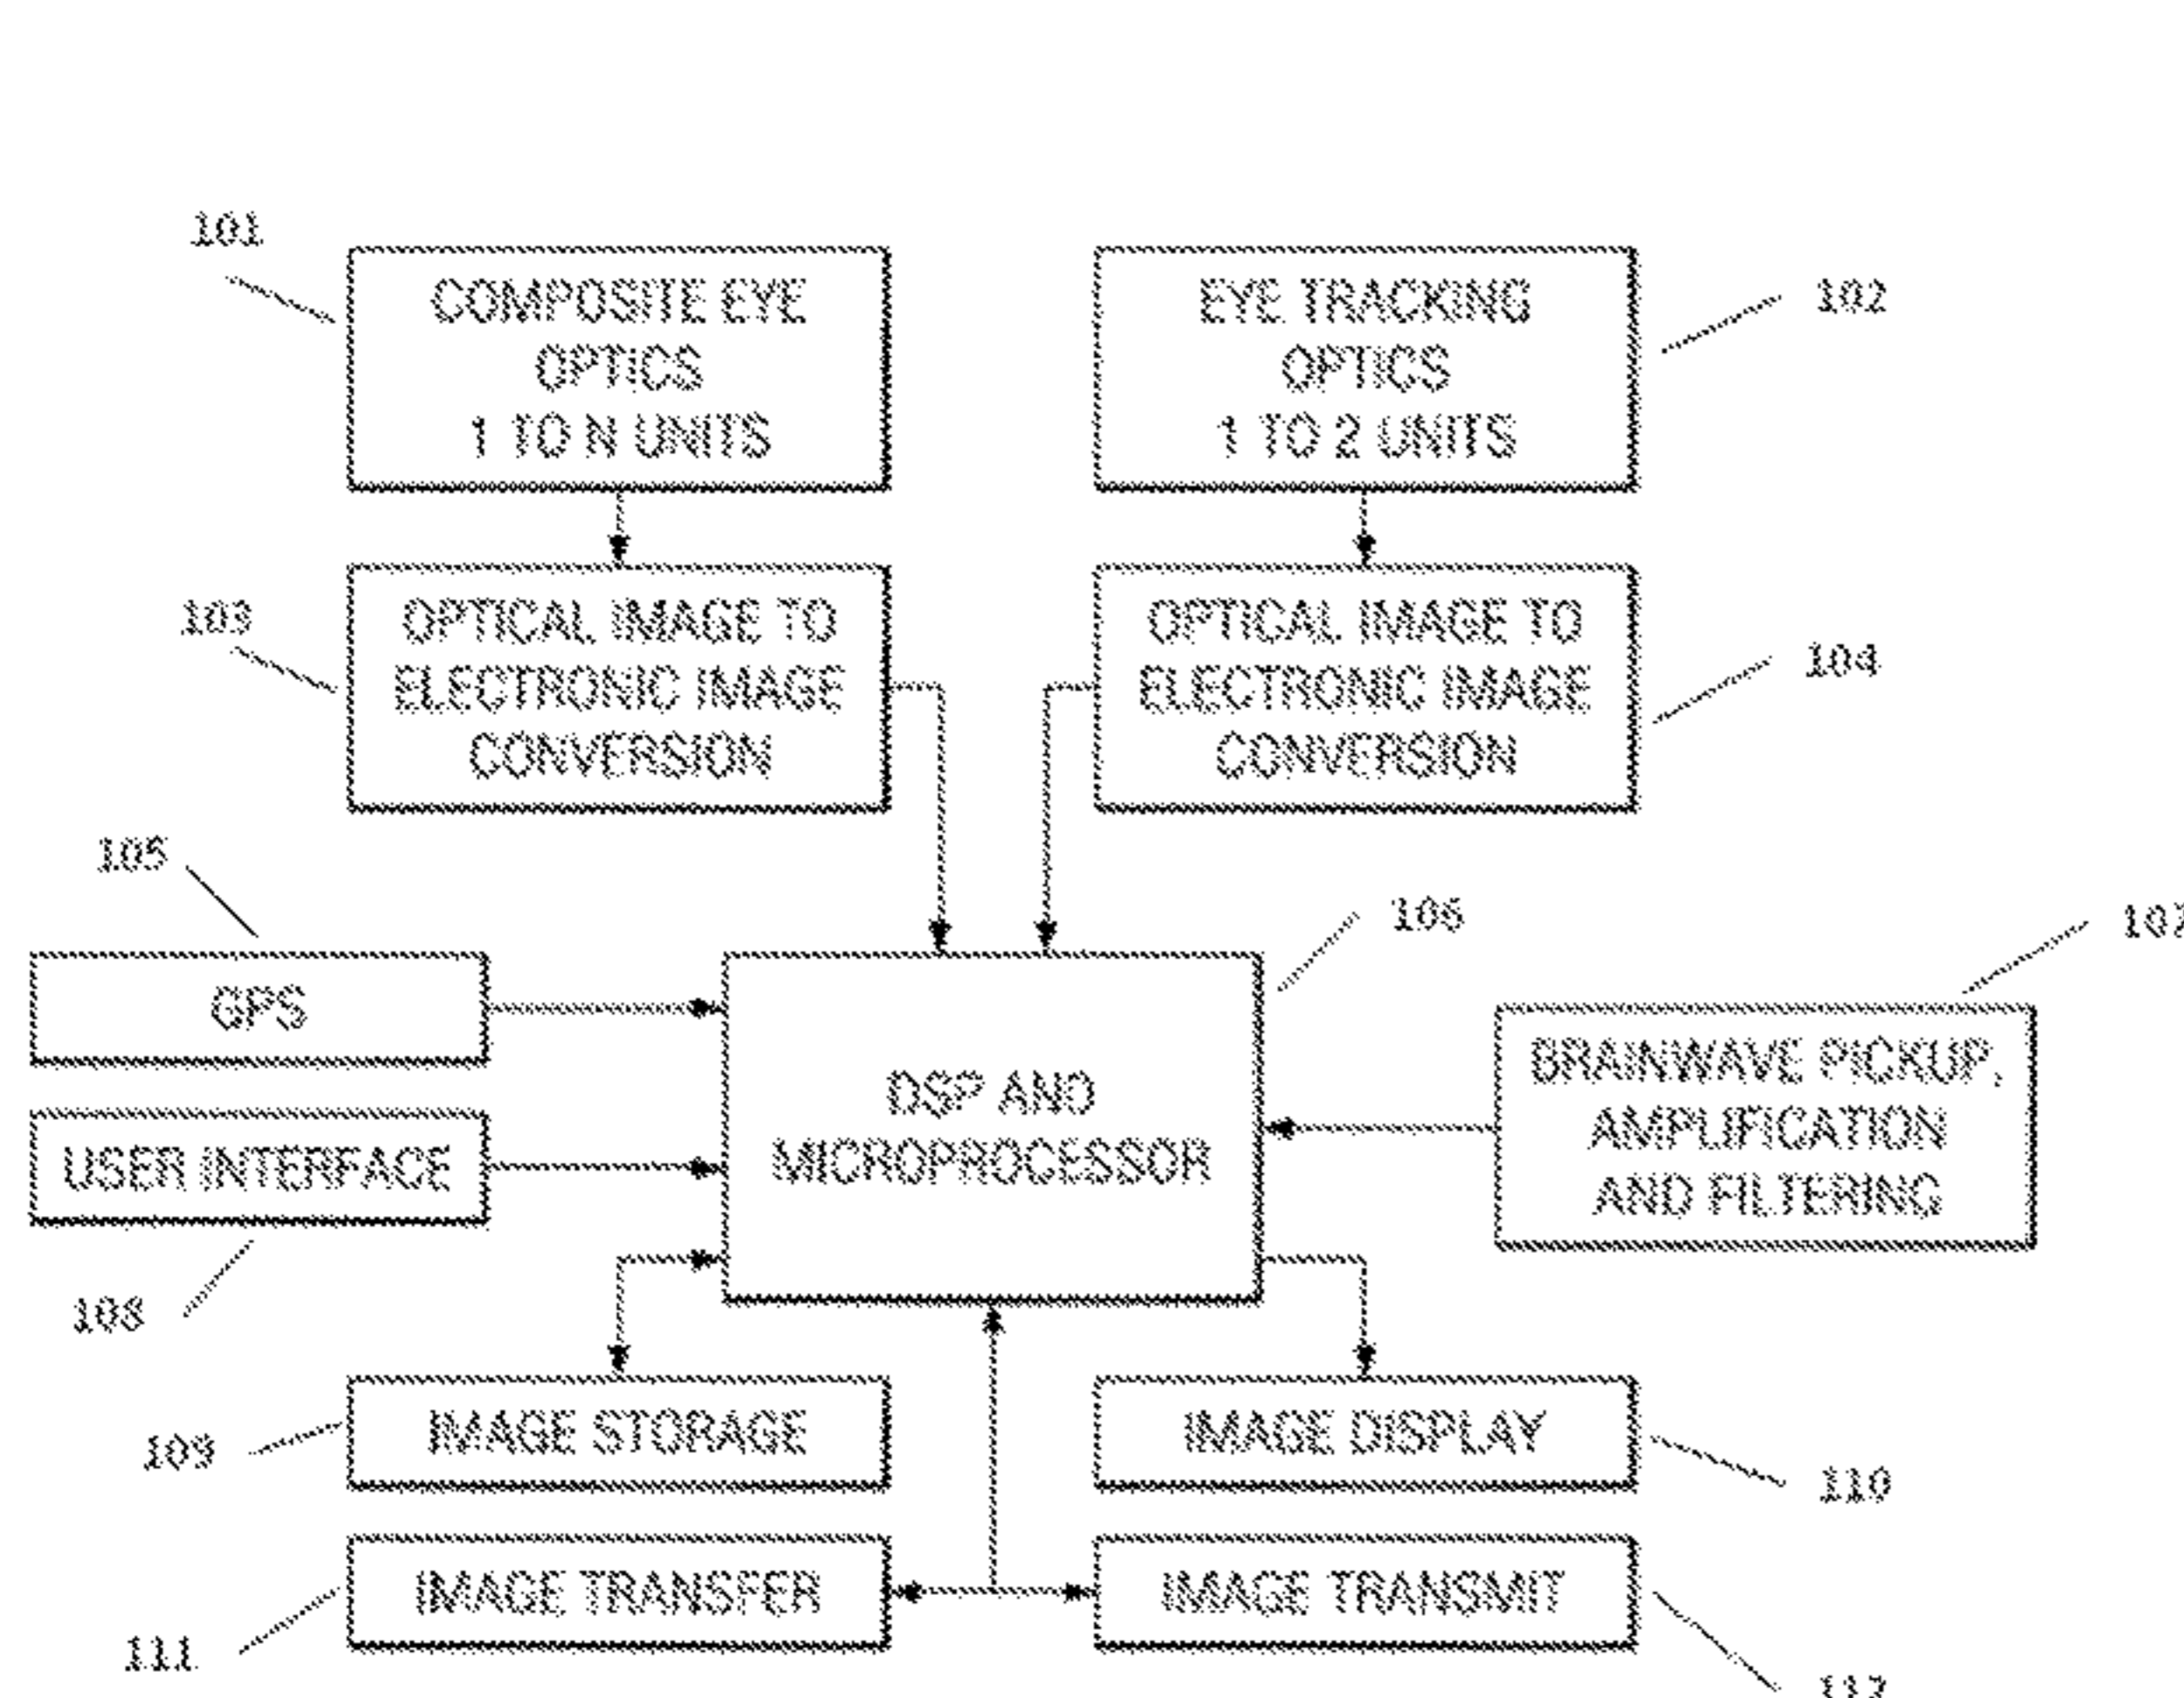 101
COMPOSITE EYE
OPTICS
1 TO N UNITS
EYE TRACKING
OPTICS
1 TO 2 UNITS
102
103
OPTICAL IMAGE TO
ELECTRONIC IMAGE
CONVERSION
OPTICAL IMAGE TO
ELECTRONIC IMAGE
CONVERSION
104
105
GPS
106
107
DSP AND
MICROPROCESSOR
BRAINWAVE PICKUP,
AMPLIFICATION
AND FILTERING
USER INTERFACE
108
109
IMAGE STORAGE
IMAGE DISPLAY
110
111
IMAGE TRANSFER
IMAGE TRANSMIT